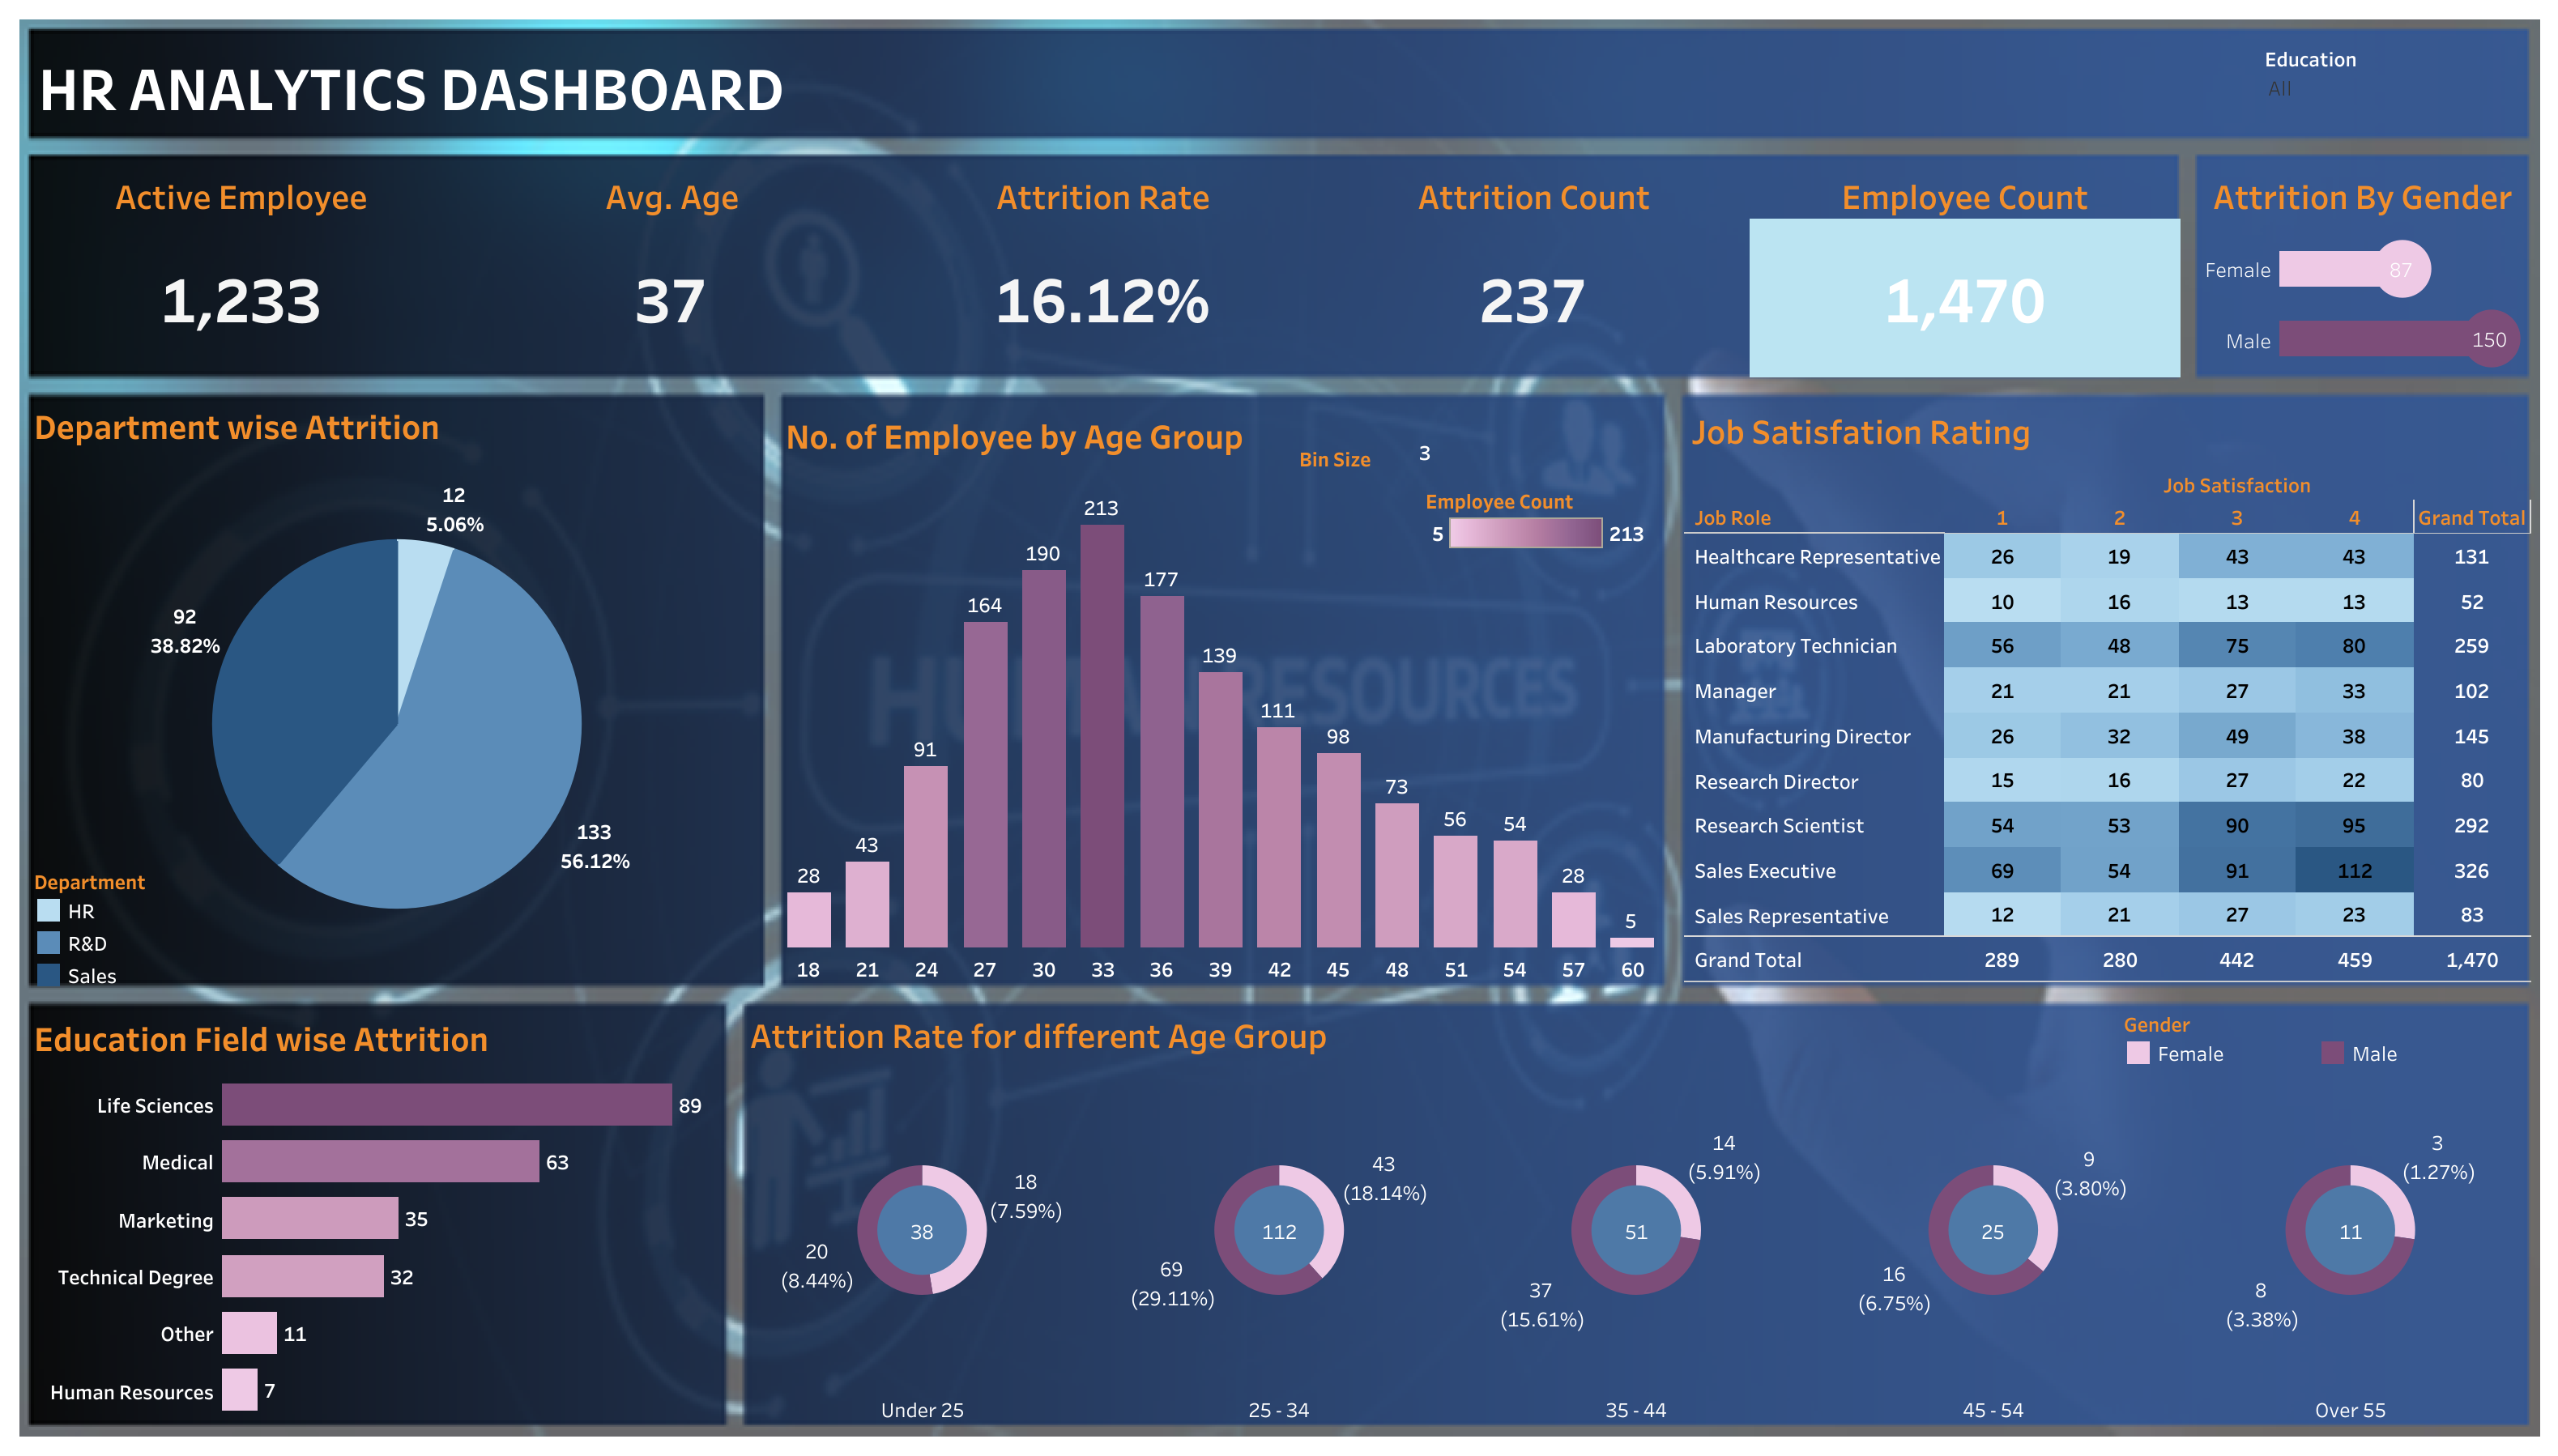 HR ANALYTICS DASHBOARD
Education
All
Active Employee
1,233
Avg. Age
37
Attrition Rate
16.12%
Attrition Count
237
Employee Count
1,470
Attrition By Gender
Female 87
Male 150
Department wise Attrition
12
5.06%
92
38.82%
133
56.12%
Department
HR
R&D
Sales
No. of Employee by Age Group
Bin Size 3
Employee Count
5 213
28 43 91 164 190 213 177 139 111 98 73 56 54 28 5
18 21 24 27 30 33 36 39 42 45 48 51 54 57 60
HUMAN RESOURCES
Job Satisfation Rating
Job Satisfaction
Job Role 1 2 3 4 Grand Total
Healthcare Representative 26 19 43 43 131
Human Resources 10 16 13 13 52
Laboratory Technician 56 48 75 80 259
Manager 21 21 27 33 102
Manufacturing Director 26 32 49 38 145
Research Director 15 16 27 22 80
Research Scientist 54 53 90 95 292
Sales Executive 69 54 91 112 326
Sales Representative 12 21 27 23 83
Grand Total 289 280 442 459 1,470
Education Field wise Attrition
Life Sciences 89
Medical 63
Marketing 35
Technical Degree 32
Other 11
Human Resources 7
Attrition Rate for different Age Group
Gender
Female Male
18
(7.59%)
38
20
(8.44%)
Under 25
43
(18.14%)
112
69
(29.11%)
25 - 34
14
(5.91%)
51
37
(15.61%)
35 - 44
9
(3.80%)
25
16
(6.75%)
45 - 54
3
(1.27%)
11
8
(3.38%)
Over 55